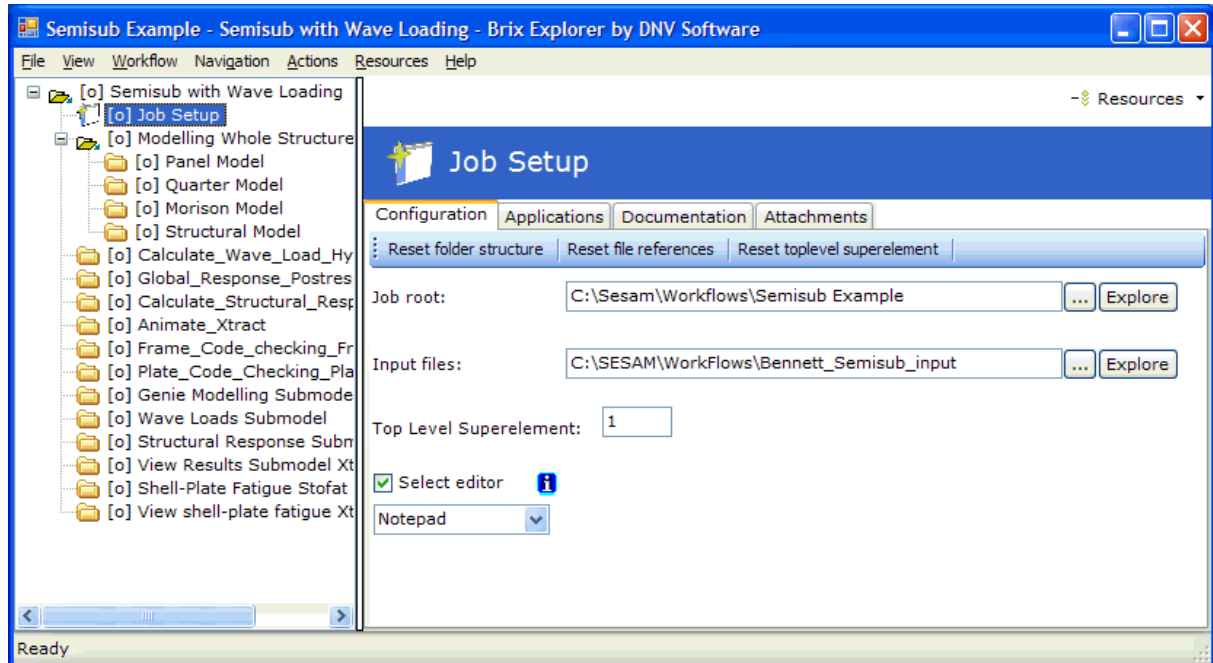 Semisub Example - Semisub with Wave Loading - Brix Explorer by DNV Software
File View Workflow Navigation Actions Resources Help
[o] Semisub with Wave Loading
[o] Job Setup
[o] Modelling Whole Structure
[o] Panel Model
[o] Quarter Model
[o] Morison Model
[o] Structural Model
[o] Calculate_Wave_Load_Hy
[o] Global_Response_Postres
[o] Calculate_Structural_Resp
[o] Animate_Xtract
[o] Frame_Code_checking_Fr
[o] Plate_Code_Checking_Pla
[o] Genie Modelling Submode
[o] Wave Loads Submodel
[o] Structural Response Subm
[o] View Results Submodel Xt
[o] Shell-Plate Fatigue Stofat
[o] View shell-plate fatigue Xt
Resources
Job Setup
Configuration Applications Documentation Attachments
Reset folder structure Reset file references Reset toplevel superelement
Job root: C:\Sesam\Workflows\Semisub Example ... Explore
Input files: C:\SESAM\WorkFlows\Bennett_Semisub_input ... Explore
Top Level Superelement: 1
Select editor i
Notepad
Ready